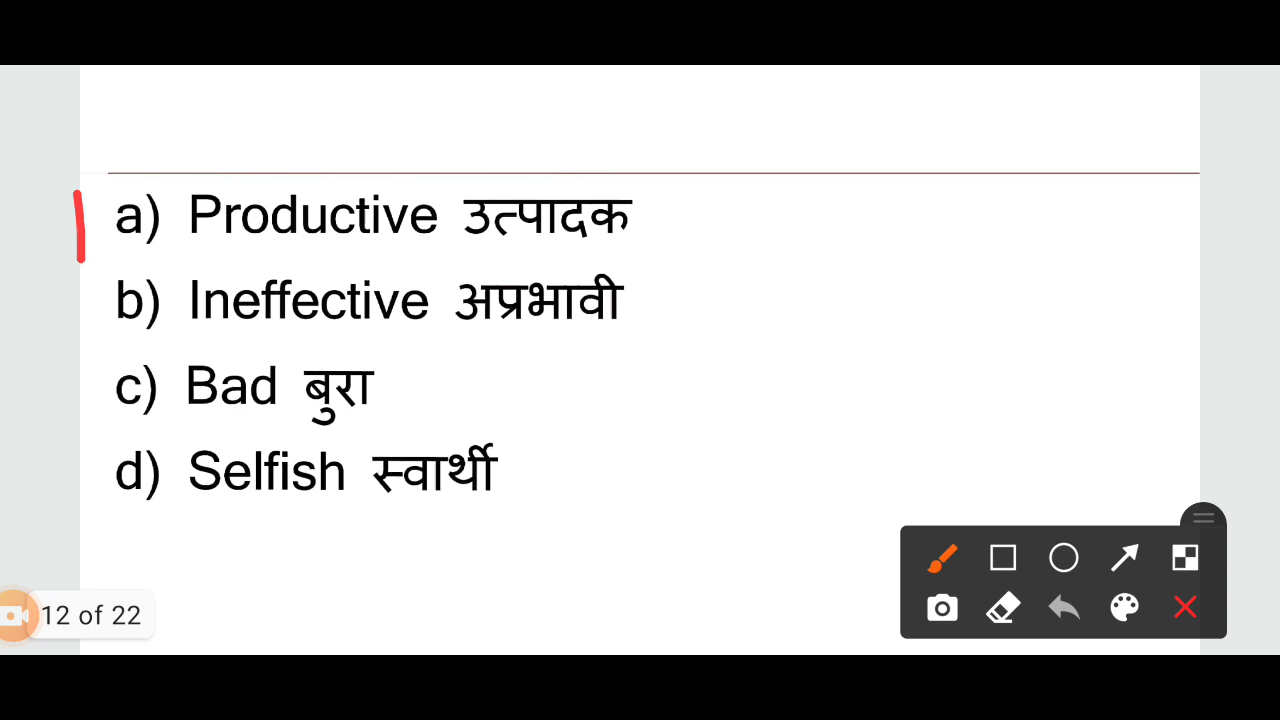 a) Productive उत्पादक
b) Ineffective अप्रभावी
c) Bad बुरा
d) Selfish स्वार्थी
12 of 22